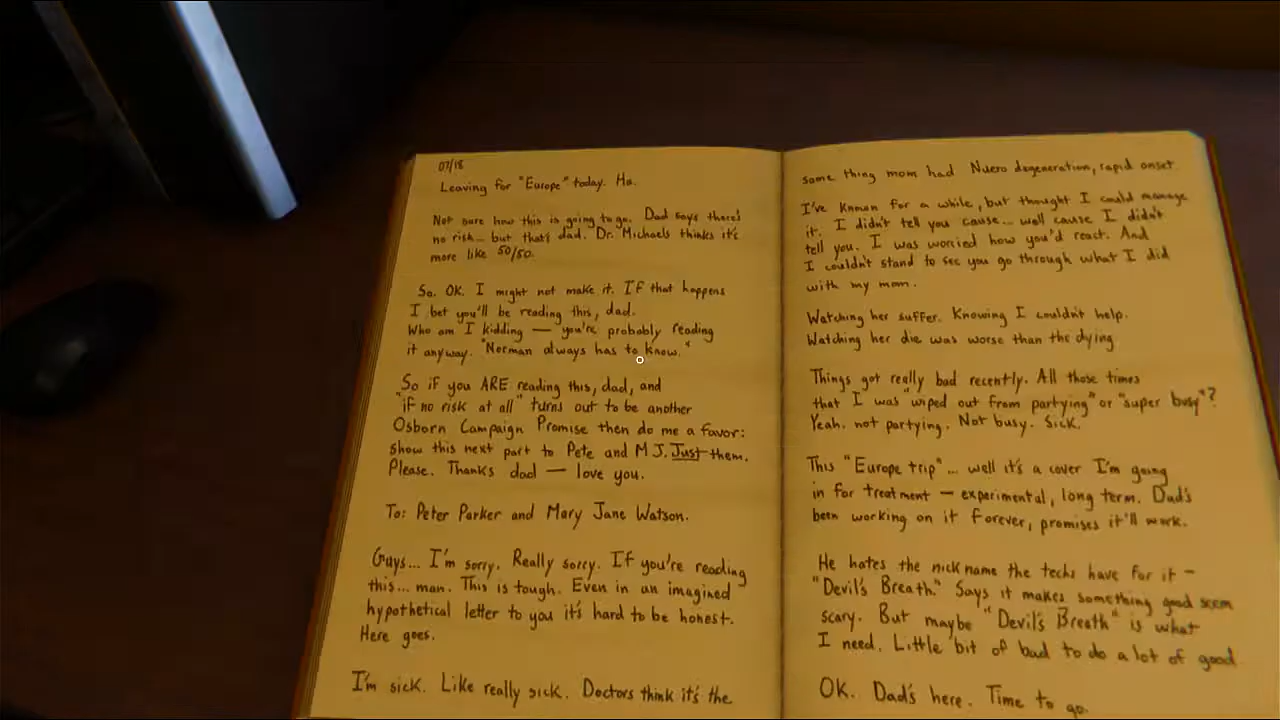 07/18
Leaving for "Europe" today. Ha.
Not sure how this is going to go. Dad says there's
no risk... but that's dad. Dr. Michaels thinks it's
more like 50/50.
So. OK. I might not make it. If that happens
I bet you'll be reading this, dad.
Who am I kidding — you're probably reading
it anyway. "Norman always has to know."
So if you ARE reading this, dad, and
"if no risk at all" turns out to be another
Osborn Campaign Promise then do me a favor:
Show this next part to Pete and MJ. Just them.
Please. Thanks dad — love you.
To: Peter Parker and Mary Jane Watson.
Guys... I'm sorry. Really sorry. If you're reading
this... man. This is tough. Even in an imagined
hypothetical letter to you it's hard to be honest.
Here goes.
I'm sick. Like really sick. Doctors think it's the
same thing mom had Nuero degeneration, rapid onset.
I've known for a while, but thought I could manage
it. I didn't tell you cause... well cause I didn't
tell you. I was worried how you'd react. And
I couldn't stand to see you go through what I did
with my mom.
Watching her suffer. Knowing I couldn't help.
Watching her die was worse than the dying.
Things got really bad recently. All those times
that I was "wiped out from partying" or "super busy"?
Yeah. not partying. Not busy. Sick.
This "Europe trip"... well it's a cover I'm going
in for treatment — experimental, long term. Dad's
been working on it forever, promises it'll work.
He hates the nickname the techs have for it —
"Devil's Breath." Says it makes something good seem
scary. But maybe "Devil's Breath" is what
I need. Little bit of bad to do a lot of good
OK. Dad's here. Time to go.